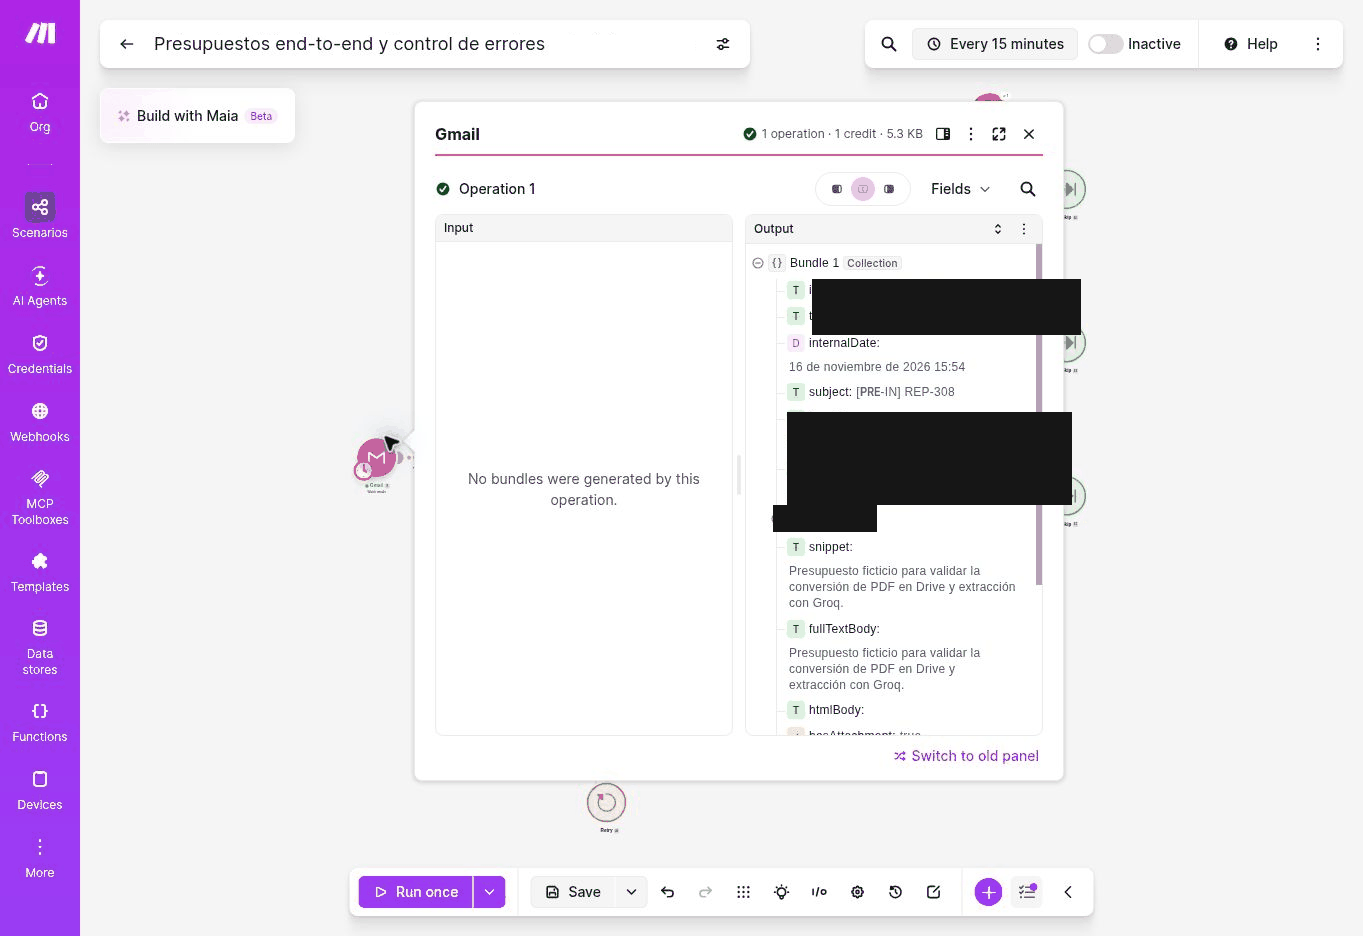 Presupuestos end-to-end y control de errores
Every 15 minutes
Inactive
Help
Build with Maia Beta
Org
Scenarios
AI Agents
Credentials
Webhooks
MCP
Toolboxes
Templates
Data
stores
Functions
Devices
More
Gmail
1 operation · 1 credit · 5.3 KB
Operation 1
Fields
Input
No bundles were generated by this
operation.
Output
{} Bundle 1 Collection
T i
T t
D internalDate:
16 de noviembre de 2026 15:54
T subject: [PRE-IN] REP-308
T snippet:
Presupuesto ficticio para validar la
conversión de PDF en Drive y extracción
con Groq.
T fullTextBody:
Presupuesto ficticio para validar la
conversión de PDF en Drive y
extracción con Groq.
T htmlBody:
hasAttachment: true
Switch to old panel
Gmail
Retry
Run once
Save